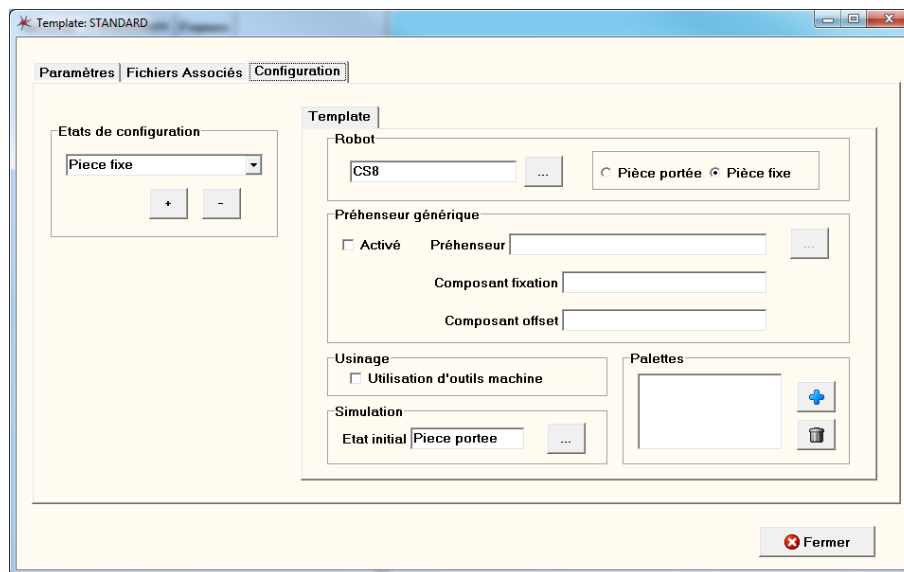 Template: STANDARD
Paramètres Fichiers Associés Configuration
Etats de configuration
Piece fixe
+ -
Template
Robot
CS8 ... Pièce portée Pièce fixe
Préhenseur générique
Activé Préhenseur ...
Composant fixation
Composant offset
Usinage
Utilisation d'outils machine
Simulation
Etat initial Piece portee ...
Palettes
Fermer